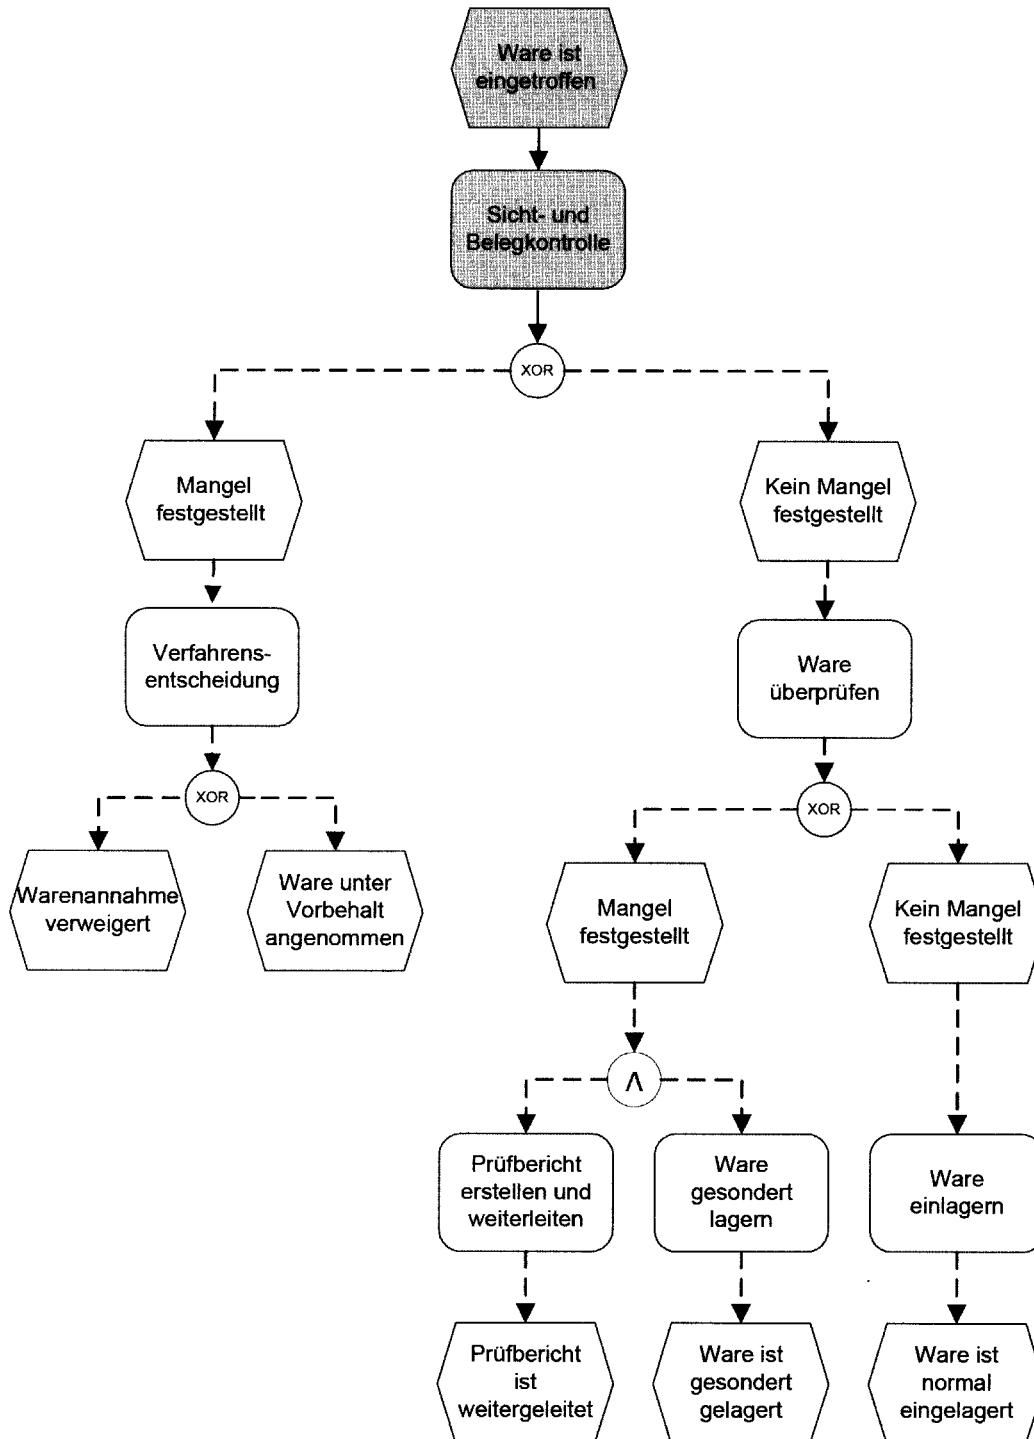 Ware ist
eingetroffen
Sicht- und
Belegkontrolle
XOR
Mangel
festgestellt
Kein Mangel
festgestellt
Verfahrens-
entscheidung
Ware
überprüfen
XOR
XOR
Warenannahme
verweigert
Ware unter
Vorbehalt
angenommen
Mangel
festgestellt
Kein Mangel
festgestellt
Λ
Prüfbericht
erstellen und
weiterleiten
Ware
gesondert
lagern
Ware
einlagern
Prüfbericht
ist
weitergeleitet
Ware ist
gesondert
gelagert
Ware ist
normal
eingelagert